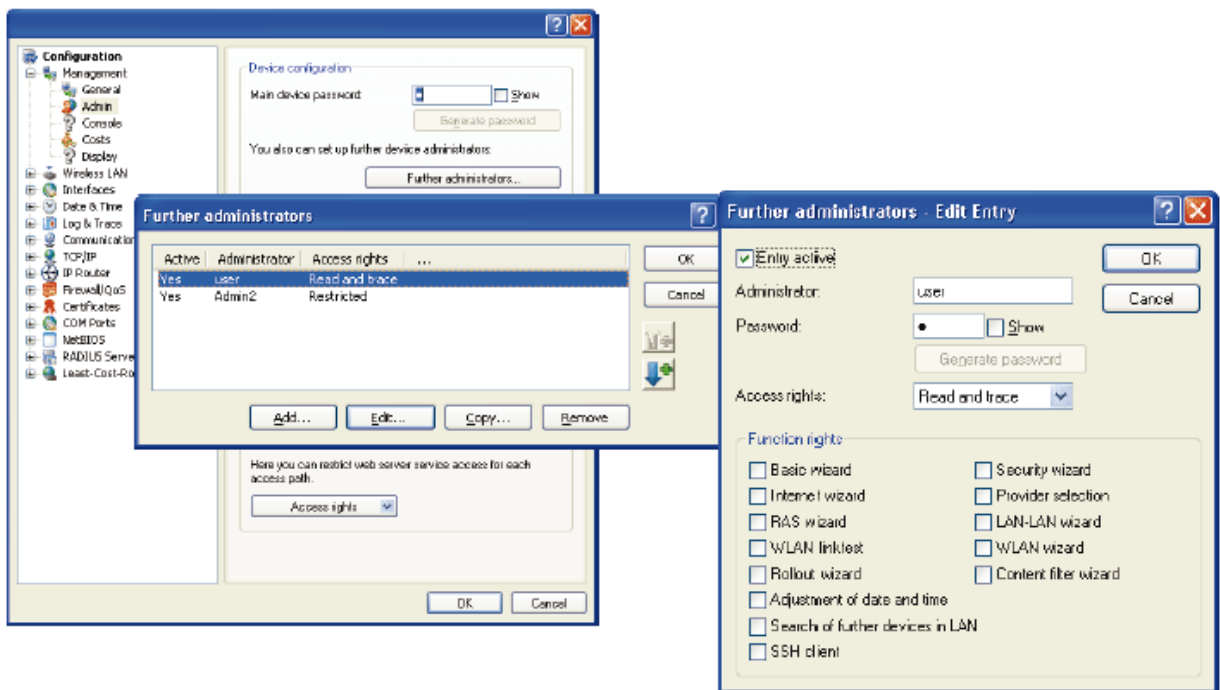 Configuration
Management
General
Admin
Console
Costs
Display
Wireless LAN
Interfaces
Date & Time
Log & Trace
Communication
TCP/IP
IP Router
Firewall/QoS
Certificates
COM Ports
NetBIOS
RADIUS Serve
Least-Cost-Ro
Device configuration
Main device password:
Show
Generate password
You also can set up further device administrators.
Further administrators...
Here you can restrict web server service access for each
access path.
Access rights
OK Cancel
Further administrators
Active Administrator Access rights ...
Yes user Read and trace
Yes Admin2 Restricted
OK
Cancel
Add... Edit... Copy... Remove
Further administrators - Edit Entry
Entry active
OK
Cancel
Administrator: user
Password: Show
Generate password
Access rights: Read and trace
Function rights
Basic wizard Security wizard
Internet wizard Provider selection
RAS wizard LAN-LAN wizard
WLAN linktest WLAN wizard
Rollout wizard Content filter wizard
Adjustment of date and time
Search of further devices in LAN
SSH client